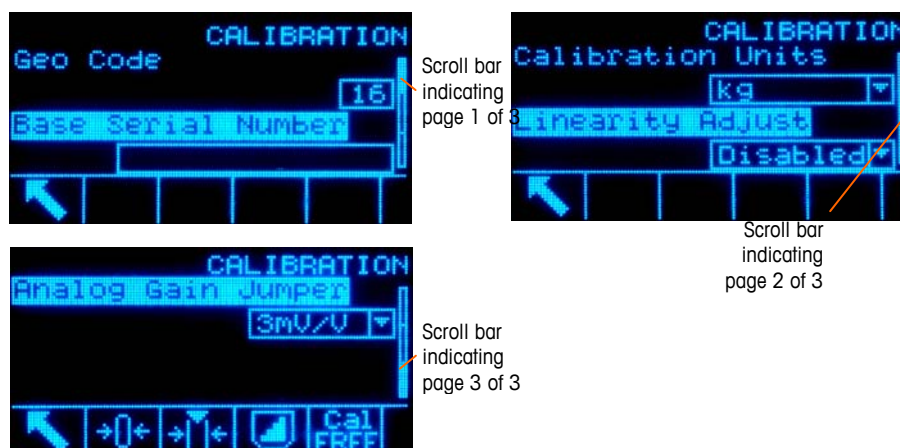 CALIBRATION
Geo Code
16
Base Serial Number
Scroll bar
indicating
page 1 of 3
CALIBRATION
Calibration Units
kg
Linearity Adjust
Disabled
Scroll bar
indicating
page 2 of 3
CALIBRATION
Analog Gain Jumper
3mV/V
Cal
FREE
Scroll bar
indicating
page 3 of 3